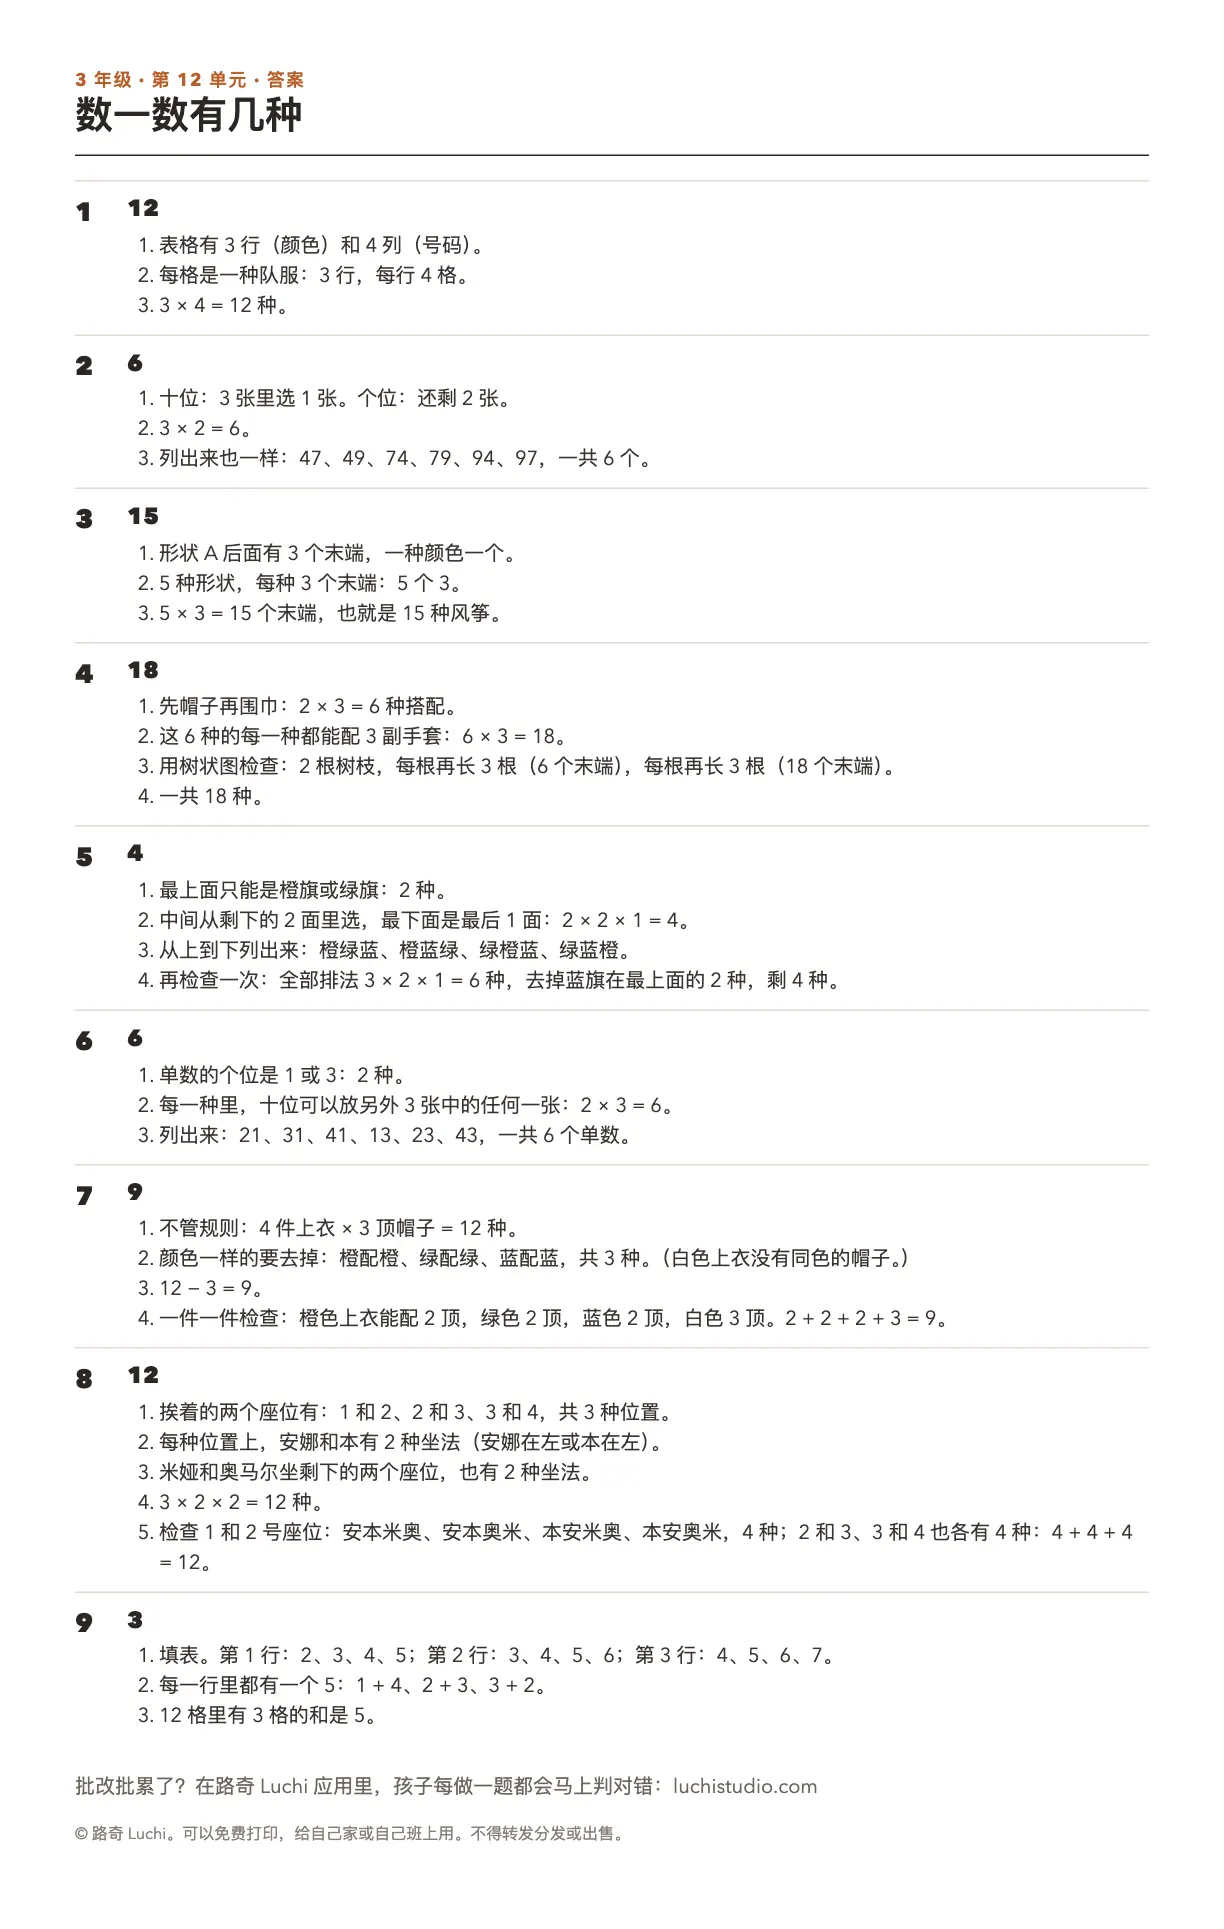 3 年级·第 12 单元·答案
数一数有几种
1 12
1. 表格有 3 行（颜色）和 4 列（号码）。
2. 每格是一种队服：3 行，每行 4 格。
3. 3 × 4 = 12 种。
2 6
1. 十位：3 张里选 1 张。个位：还剩 2 张。
2. 3 × 2 = 6。
3. 列出来也一样：47、49、74、79、94、97，一共 6 个。
3 15
1. 形状 A 后面有 3 个末端，一种颜色一个。
2. 5 种形状，每种 3 个末端：5 个 3。
3. 5 × 3 = 15 个末端，也就是 15 种风筝。
4 18
1. 先帽子再围巾：2 × 3 = 6 种搭配。
2. 这 6 种的每一种都能配 3 副手套：6 × 3 = 18。
3. 用树状图检查：2 根树枝，每根再长 3 根（6 个末端），每根再长 3 根（18 个末端）。
4. 一共 18 种。
5 4
1. 最上面只能是橙旗或绿旗：2 种。
2. 中间从剩下的 2 面里选，最下面是最后 1 面：2 × 2 × 1 = 4。
3. 从上到下列出来：橙绿蓝、橙蓝绿、绿橙蓝、绿蓝橙。
4. 再检查一次：全部排法 3 × 2 × 1 = 6 种，去掉蓝旗在最上面的 2 种，剩 4 种。
6 6
1. 单数的个位是 1 或 3：2 种。
2. 每一种里，十位可以放另外 3 张中的任何一张：2 × 3 = 6。
3. 列出来：21、31、41、13、23、43，一共 6 个单数。
7 9
1. 不管规则：4 件上衣 × 3 顶帽子 = 12 种。
2. 颜色一样的要去掉：橙配橙、绿配绿、蓝配蓝，共 3 种。（白色上衣没有同色的帽子。）
3. 12 − 3 = 9。
4. 一件一件检查：橙色上衣能配 2 顶，绿色 2 顶，蓝色 2 顶，白色 3 顶。2 + 2 + 2 + 3 = 9。
8 12
1. 挨着的两个座位有：1 和 2、2 和 3、3 和 4，共 3 种位置。
2. 每种位置上，安娜和本有 2 种坐法（安娜在左或本在左）。
3. 米娅和奥马尔坐剩下的两个座位，也有 2 种坐法。
4. 3 × 2 × 2 = 12 种。
5. 检查 1 和 2 号座位：安本米奥、安本奥米、本安米奥、本安奥米，4 种；2 和 3、3 和 4 也各有 4 种：4 + 4 + 4
= 12。
9 3
1. 填表。第 1 行：2、3、4、5；第 2 行：3、4、5、6；第 3 行：4、5、6、7。
2. 每一行里都有一个 5：1 + 4、2 + 3、3 + 2。
3. 12 格里有 3 格的和是 5。
批改批累了？在路奇 Luchi 应用里，孩子每做一题都会马上判对错：luchistudio.com
© 路奇 Luchi。可以免费打印，给自己家或自己班上用。不得转发分发或出售。